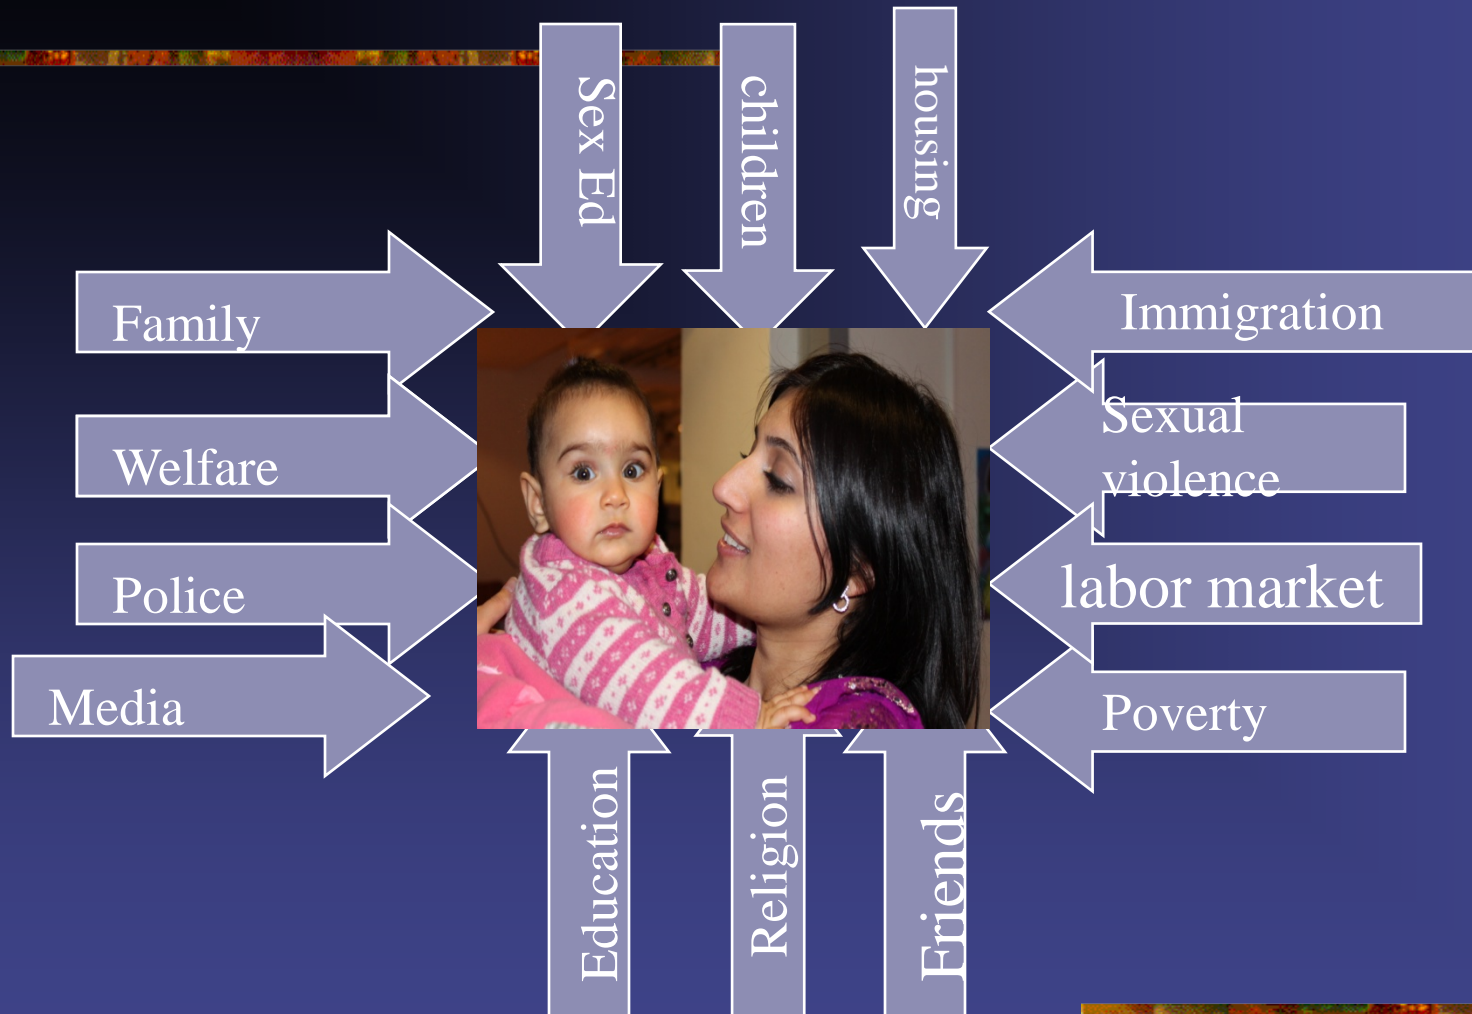 Sex Ed
children
housing
Family
Immigration
Welfare
Sexual
violence
Police
labor market
Media
Poverty
Education
Religion
Friends